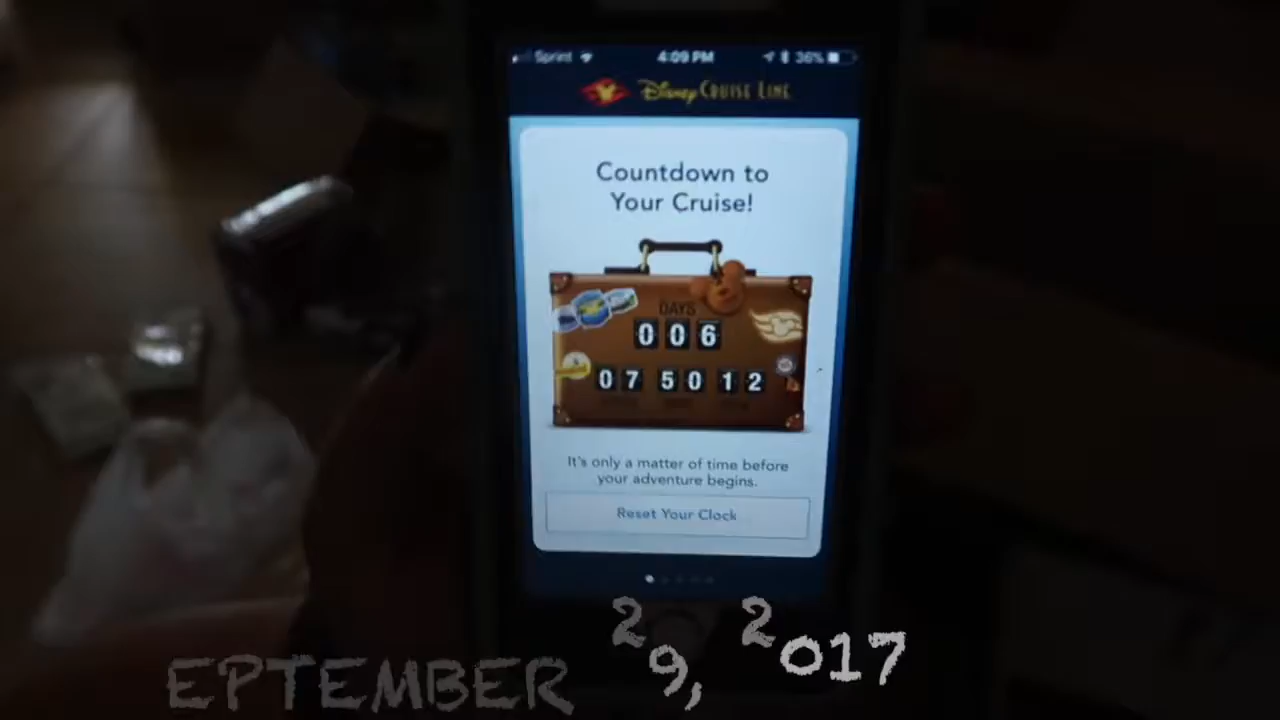 Sprint 4:09 PM 36%
Disney Cruise Line
Countdown to
Your Cruise!
DAYS
006
07 50 12
It's only a matter of time before
your adventure begins.
Reset Your Clock
EPTEMBER 29, 2017